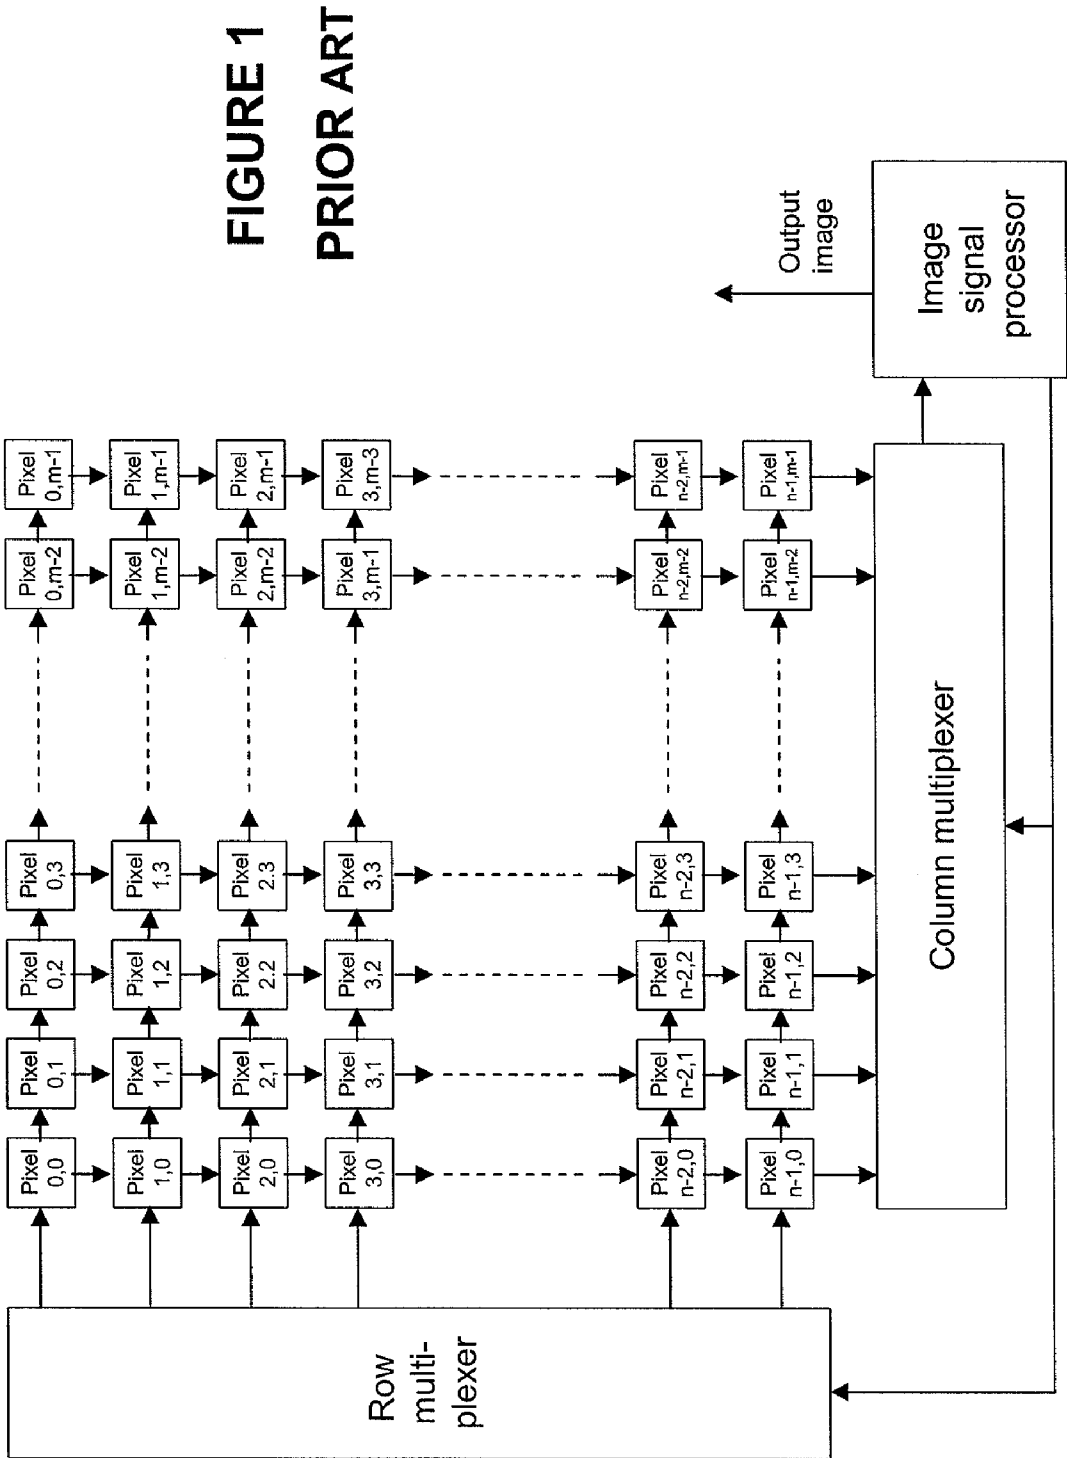 FIGURE 1
PRIOR ART
Row
multi-
plexer
Pixel
0,0
Pixel
0,1
Pixel
0,2
Pixel
0,3
Pixel
0,m-2
Pixel
0,m-1
Pixel
1,0
Pixel
1,1
Pixel
1,2
Pixel
1,3
Pixel
1,m-2
Pixel
1,m-1
Pixel
2,0
Pixel
2,1
Pixel
2.2
Pixel
2.3
Pixel
2,m-2
Pixel
2,m-1
Pixel
3,0
Pixel
3,1
Pixel
3,2
Pixel
3,3
Pixel
3,m-1
Pixel
3,m-3
Pixel
n-2,0
Pixel
n-2,1
Pixel
n-2,2
Pixel
n-2,3
Pixel
n-2,m-2
Pixel
n-2,m-1
Pixel
n-1,0
Pixel
n-1,1
Pixel
n-1,2
Pixel
n-1,3
Pixel
n-1,m-2
Pixel
n-1,m-1
Column multiplexer
Output
image
Image
signal
processor